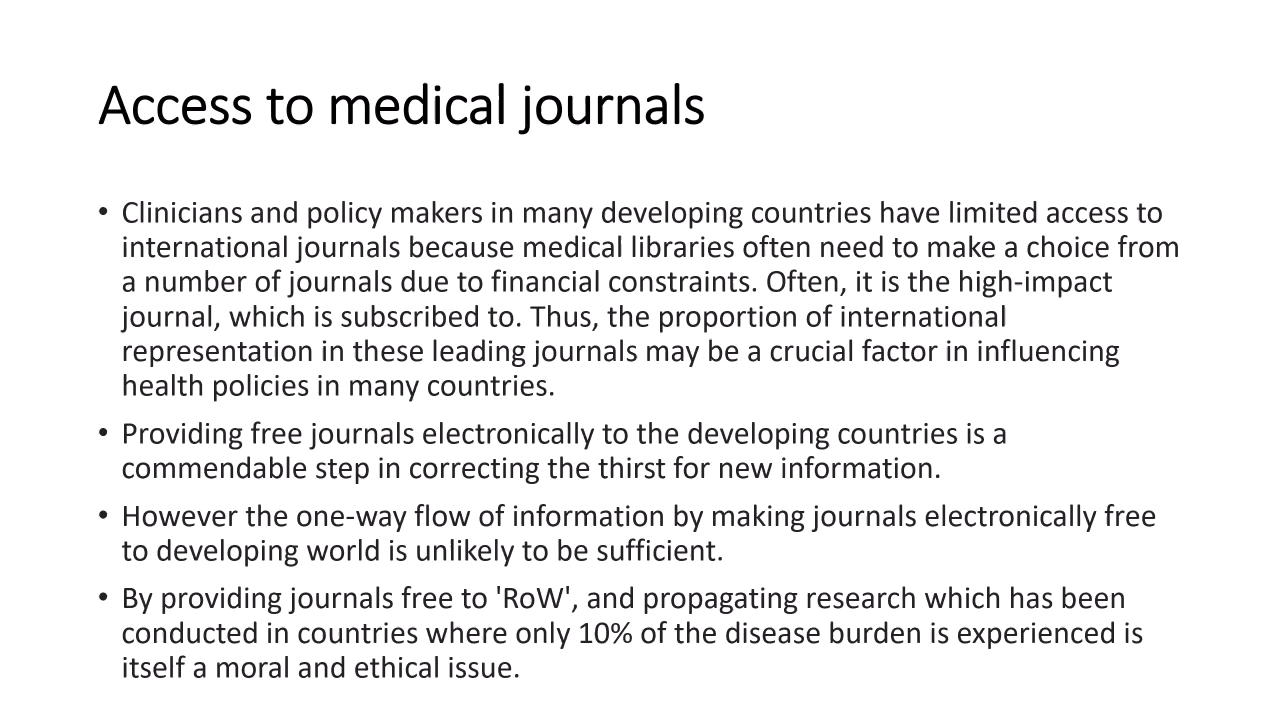 Access to medical journals
• Clinicians and policy makers in many developing countries have limited access to
international journals because medical libraries often need to make a choice from
a number of journals due to financial constraints. Often, it is the high-impact
journal, which is subscribed to. Thus, the proportion of international
representation in these leading journals may be a crucial factor in influencing
health policies in many countries.
• Providing free journals electronically to the developing countries is a
commendable step in correcting the thirst for new information.
• However the one-way flow of information by making journals electronically free
to developing world is unlikely to be sufficient.
• By providing journals free to 'RoW', and propagating research which has been
conducted in countries where only 10% of the disease burden is experienced is
itself a moral and ethical issue.